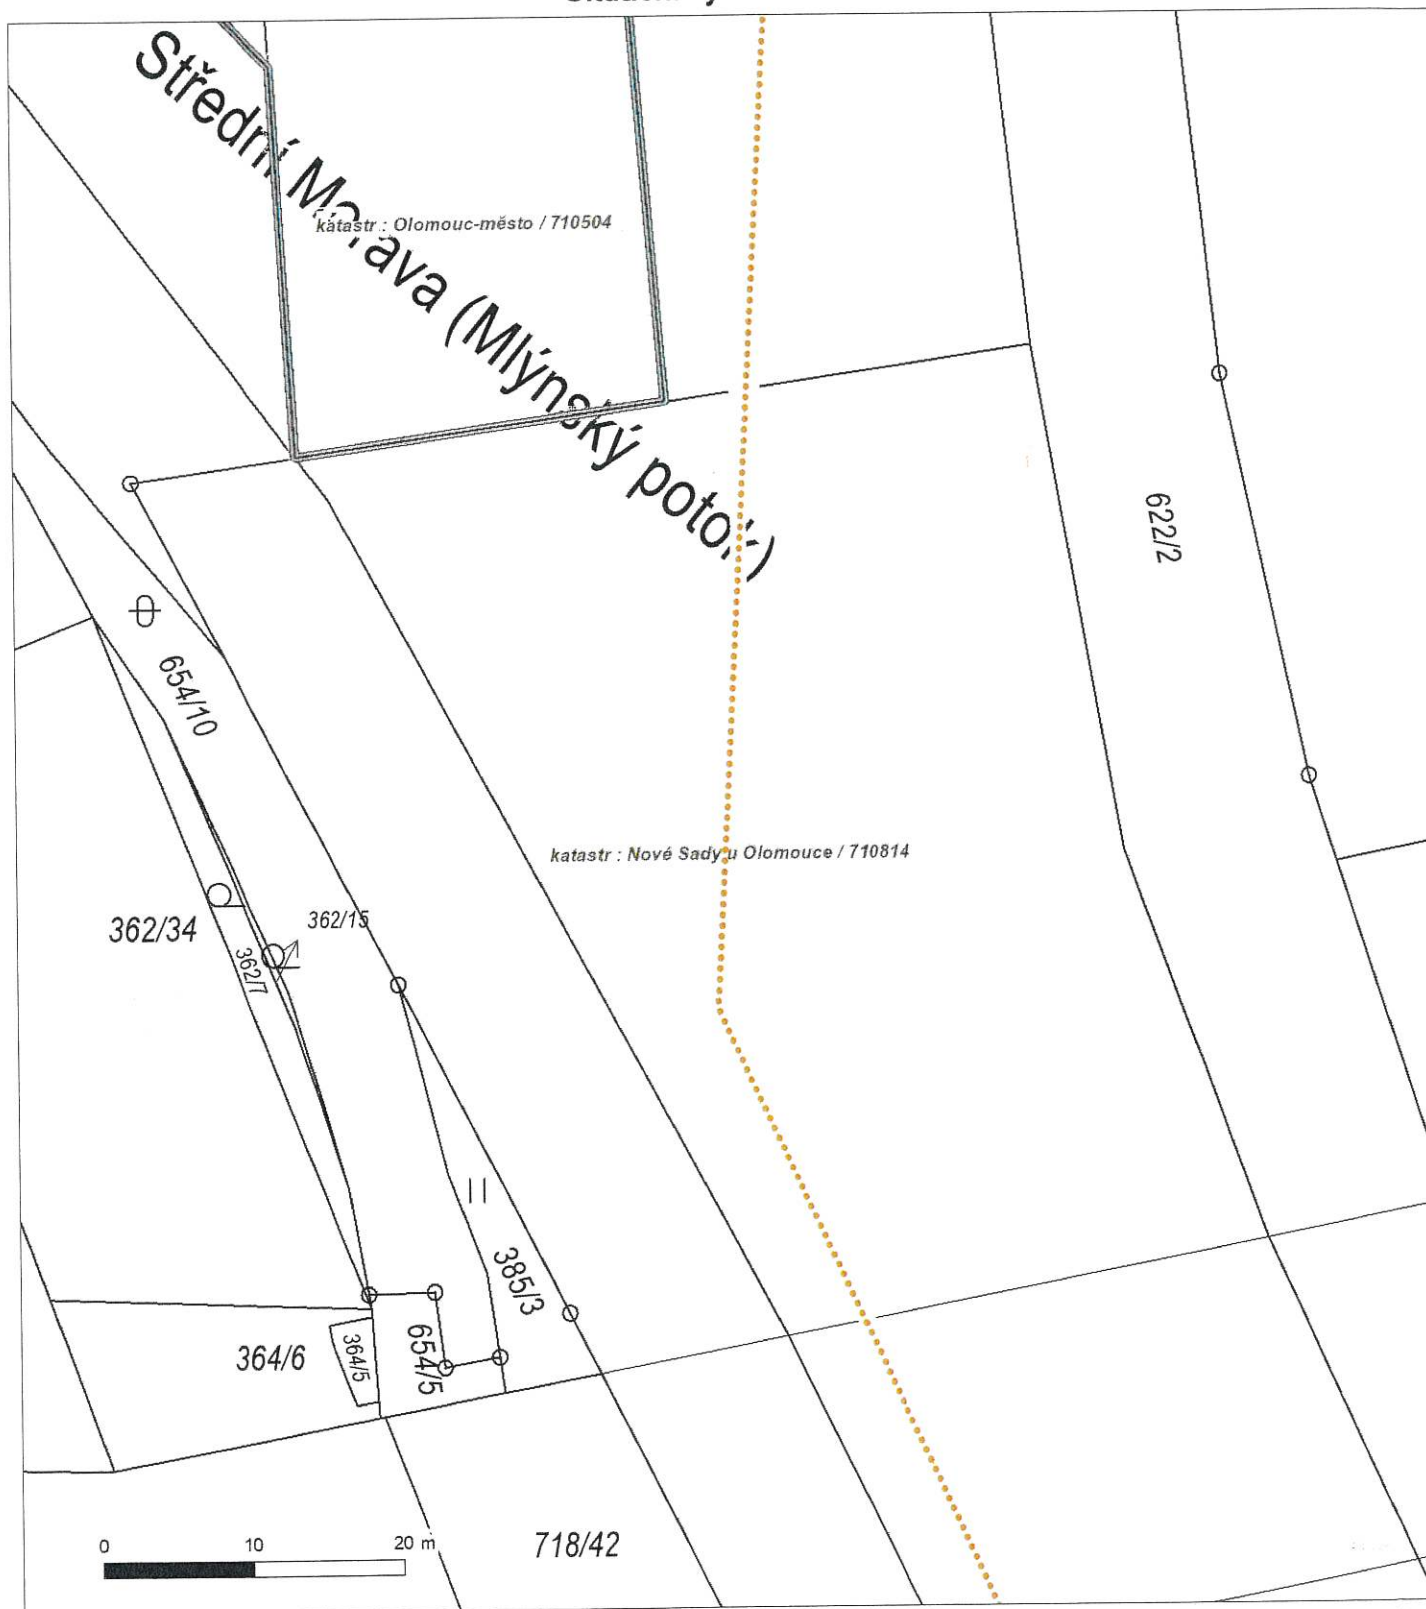 Střední Morava (Mlýnský potok)
katastr : Olomouc-město / 710504
622/2
654/10
katastr : Nové Sady u Olomouce / 710814
362/34
362/15
362/7
385/3
364/6
364/5
654/5
718/42
0 10 20 m